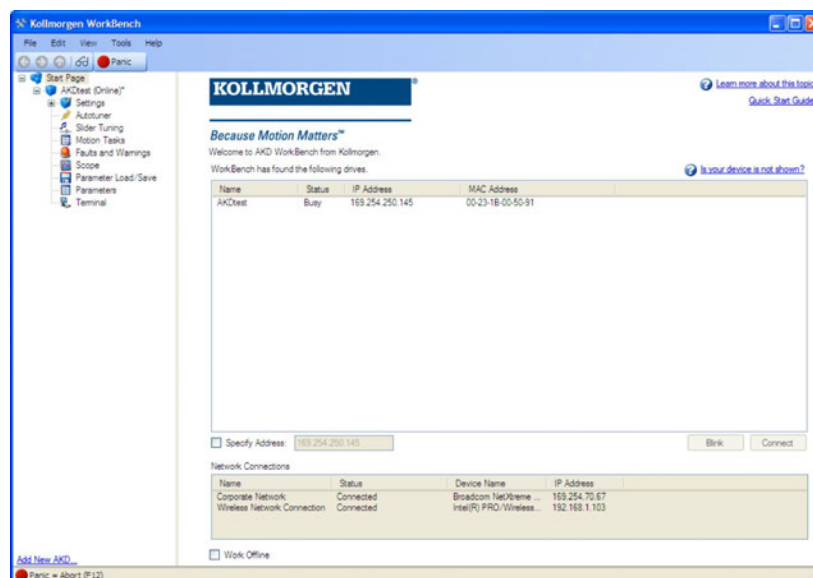 Kollmorgen WorkBench
File Edit View Tools Help
Panic
Start Page
AKDtest (Online)*
Settings
Autotuner
Slider Tuning
Motion Tasks
Faults and Warnings
Scope
Parameter Load/Save
Parameters
Terminal
Add New AKD...
KOLLMORGEN ®
Because Motion Matters™
Learn more about this topic
Quick Start Guide
Welcome to AKD WorkBench from Kollmorgen.
WorkBench has found the following drives.
Is your device is not shown?
Name Status IP Address MAC Address
AKDtest Busy 169.254.250.145 00-23-1B-00-50-91
Specify Address: 169.254.250.145 Blink Connect
Network Connections
Name Status Device Name IP Address
Corporate Network Connected Broadcom NetXtreme ... 169.254.70.67
Wireless Network Connection Connected Intel(R) PRO/Wireless... 192.168.1.103
Work Offline
Panic = Abort (F12)